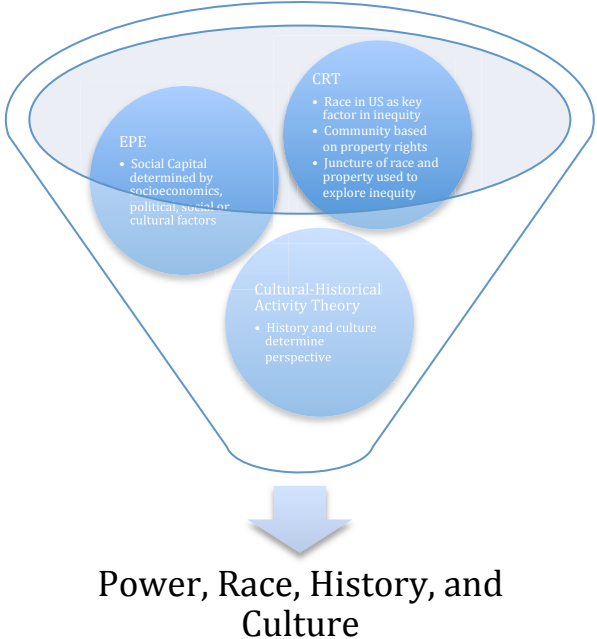 CRT
• Race in US as key
factor in inequity
• Community based
on property rights
• Juncture of race and
property used to
explore inequity
EPE
• Social Capital
determined by
socioeconomics,
political, social or
cultural factors
Cultural-Historical
Activity Theory
• History and culture
determine
perspective
Power, Race, History, and
Culture